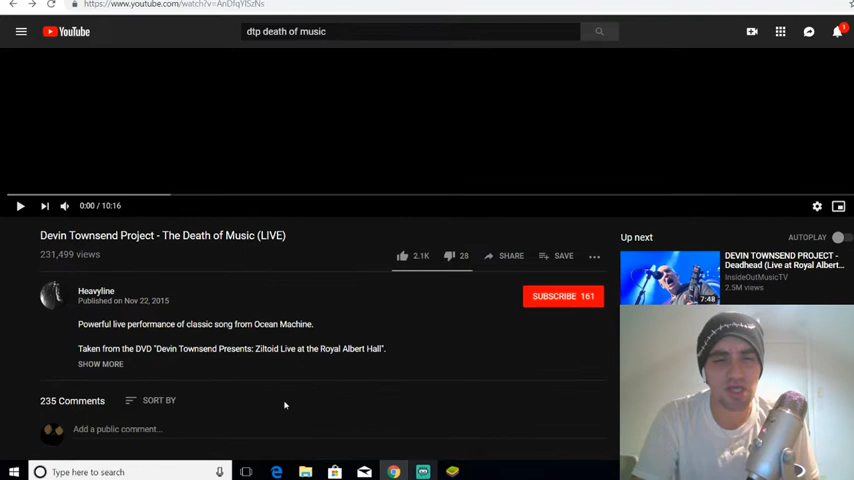 https://www.youtube.com/watch?v=AnDfqYlSzNs
YouTube
dtp death of music
1
0:00 / 10:16
Devin Townsend Project - The Death of Music (LIVE)
231,499 views
2.1K
28
SHARE
SAVE
Heavyline
Published on Nov 22, 2015
SUBSCRIBE 161
Powerful live performance of classic song from Ocean Machine.
Taken from the DVD "Devin Townsend Presents: Ziltoid Live at the Royal Albert Hall".
SHOW MORE
235 Comments
SORT BY
Add a public comment...
Up next
AUTOPLAY
7:48
DEVIN TOWNSEND PROJECT -
Deadhead (Live at Royal Albert...
InsideOutMusicTV
2.5M views
Type here to search